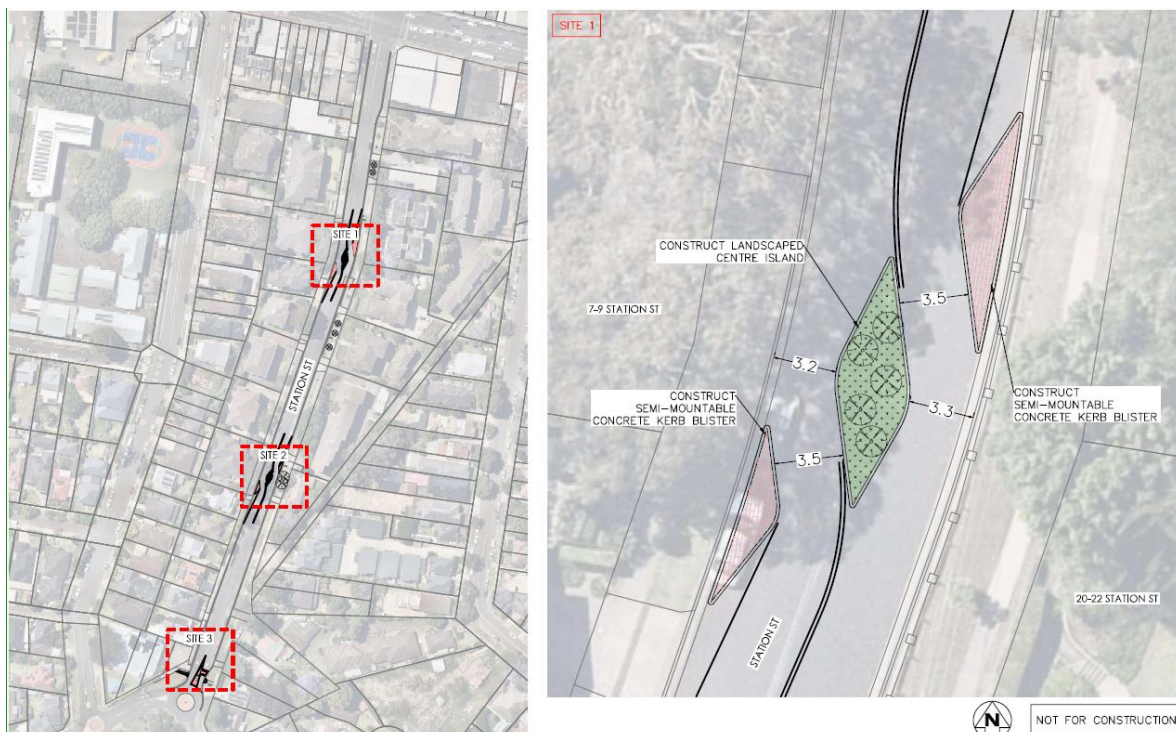 SITE 1
STATION ST
SITE 2
SITE 3
SITE 1
CONSTRUCT LANDSCAPED
CENTRE ISLAND
3.5
7-9 STATION ST
3.2
CONSTRUCT
SEMI-MOUNTABLE
CONCRETE KERB BLISTER
3.3
CONSTRUCT
SEMI-MOUNTABLE
CONCRETE KERB BLISTER
3.5
20-22 STATION ST
STATION ST
N
NOT FOR CONSTRUCTION